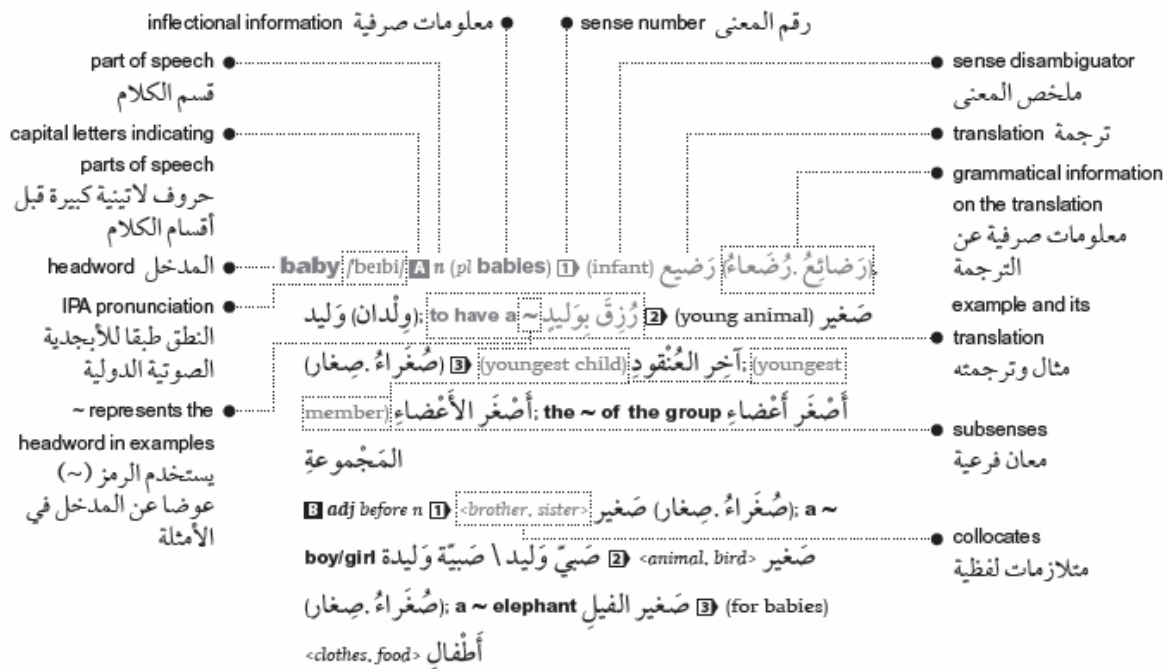 inflectional information معلومات صرفية
sense number رقم المعنى
part of speech
قسم الكلام
capital letters indicating
parts of speech
حروف لاتينية كبيرة قبل
أقسام الكلام
headword المدخل
IPA pronunciation
النطق طبقا للأبجدية
الصوتية الدولية
~ represents the
headword in examples
يستخدم الرمز (~)
عوضا عن المدخل في
الأمثلة
sense disambiguator
ملخص المعنى
translation ترجمة
grammatical information
on the translation
معلومات صرفية عن
الترجمة
example and its
translation
مثال وترجمته
subsenses
معان فرعية
collocates
متلازمات لفظية
baby /ˈbeɪbi/ A n (pl babies) 1 (infant) رَضيع (رَضائِعُ, رُضَعاءُ),
وَليد (وِلْدان); to have a ~ رُزِقَ بِوَليدٍ 2 (young animal) صَغير
(صُغَراءُ, صِغار) 3 (youngest child) آخِر العُنْقودِ; (youngest
member) أَصْغَر الأَعْضاءِ; the ~ of the group أَصْغَر أَعْضاءِ
المَجْموعةِ
B adj before n 1 <brother, sister> صَغير (صُغَراءُ, صِغار); a ~
boy/girl صَبيّ وَليد \ صَبيّة وَليدة 2 <animal, bird> صَغير
(صُغَراءُ, صِغار); a ~ elephant صَغير الفيلِ 3 (for babies)
<clothes, food> أَطْفالٍ